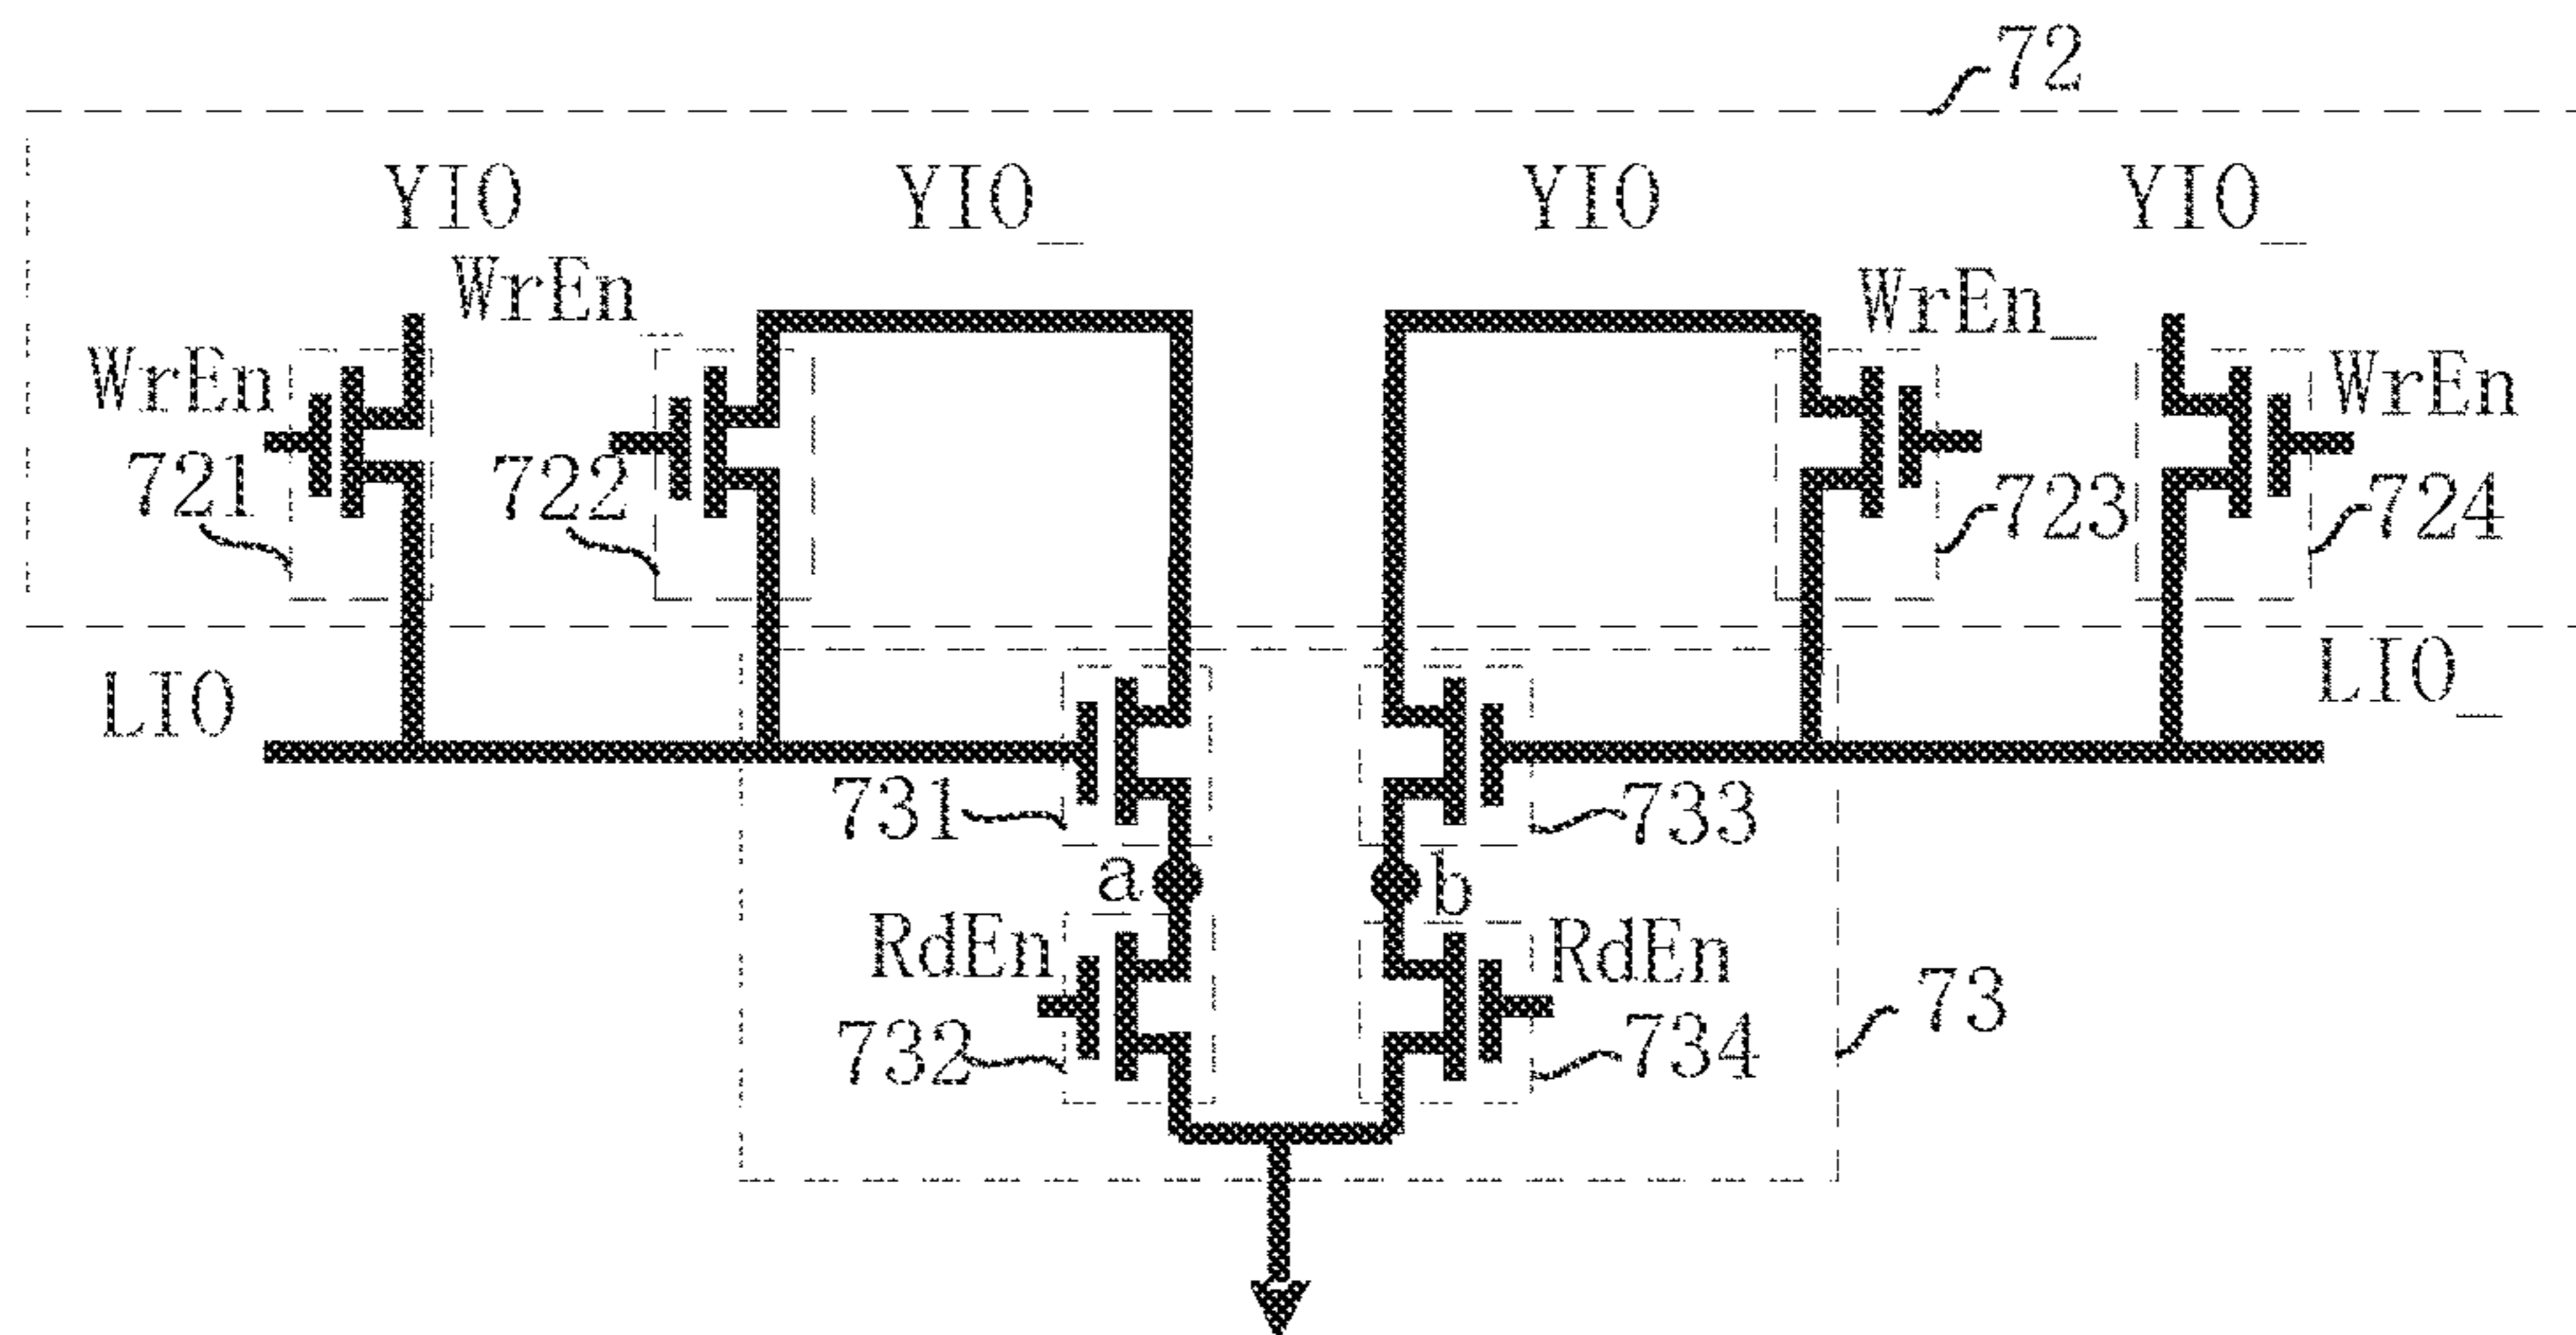 72
YIO YIO_ YIO YIO_
WrEn_ WrEn_
WrEn WrEn
721 722 723 724
LIO LIO_
731 733
a b
RdEn RdEn
732 734 73